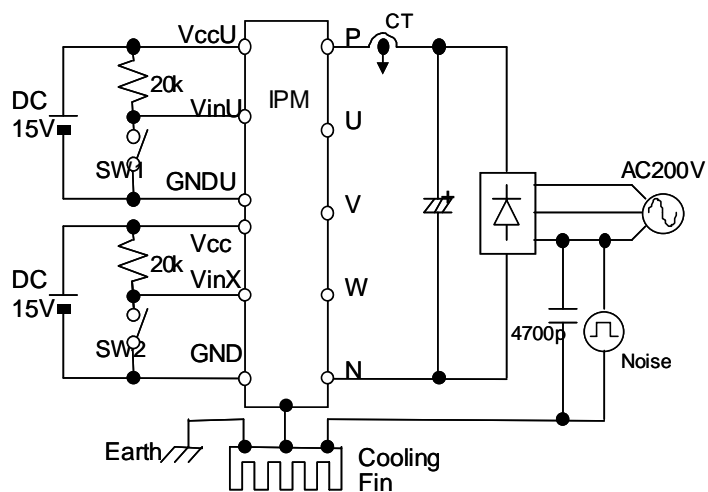 CT
VccU
P
20k
IPM
DC
15V
VinU
U
SW1
AC200V
GNDU
V
Vcc
20k
VinX
W
DC
15V
4700p
SW2
GND
N
Noise
Earth
Cooling
Fin